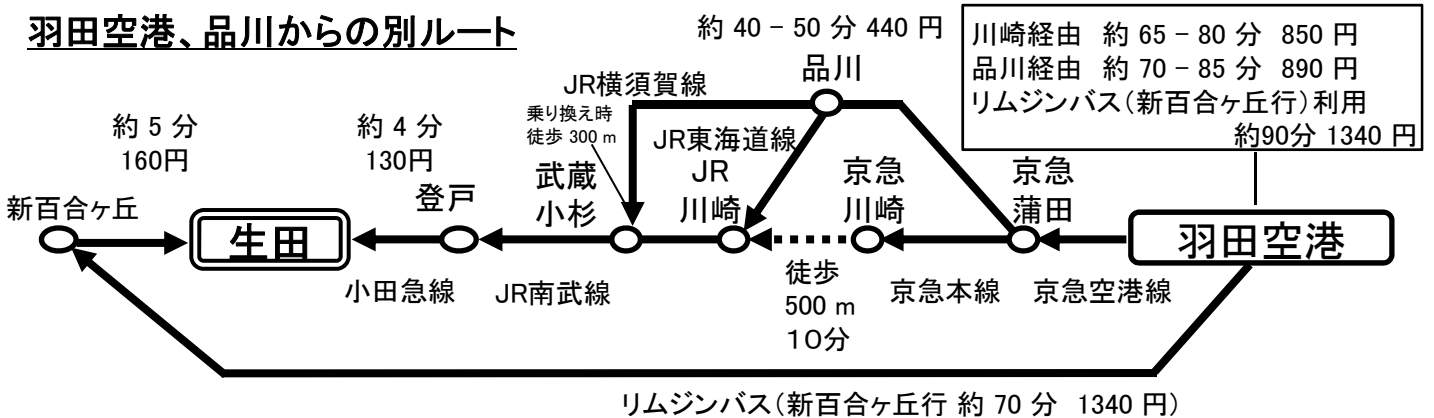 羽田空港、品川からの別ルート
約 40 − 50 分 440 円
川崎経由 約 65 − 80 分 850 円
品川経由 約 70 − 85 分 890 円
リムジンバス(新百合ヶ丘行)利用
約90分 1340 円
品川
JR横須賀線
乗り換え時
徒歩 300 m
JR東海道線
約 5 分
160円
約 4 分
130円
新百合ヶ丘
生田
登戸
武蔵
小杉
JR
川崎
京急
川崎
京急
蒲田
羽田空港
小田急線
JR南武線
徒歩
500 m
10分
京急本線
京急空港線
リムジンバス(新百合ヶ丘行 約 70 分 1340 円)